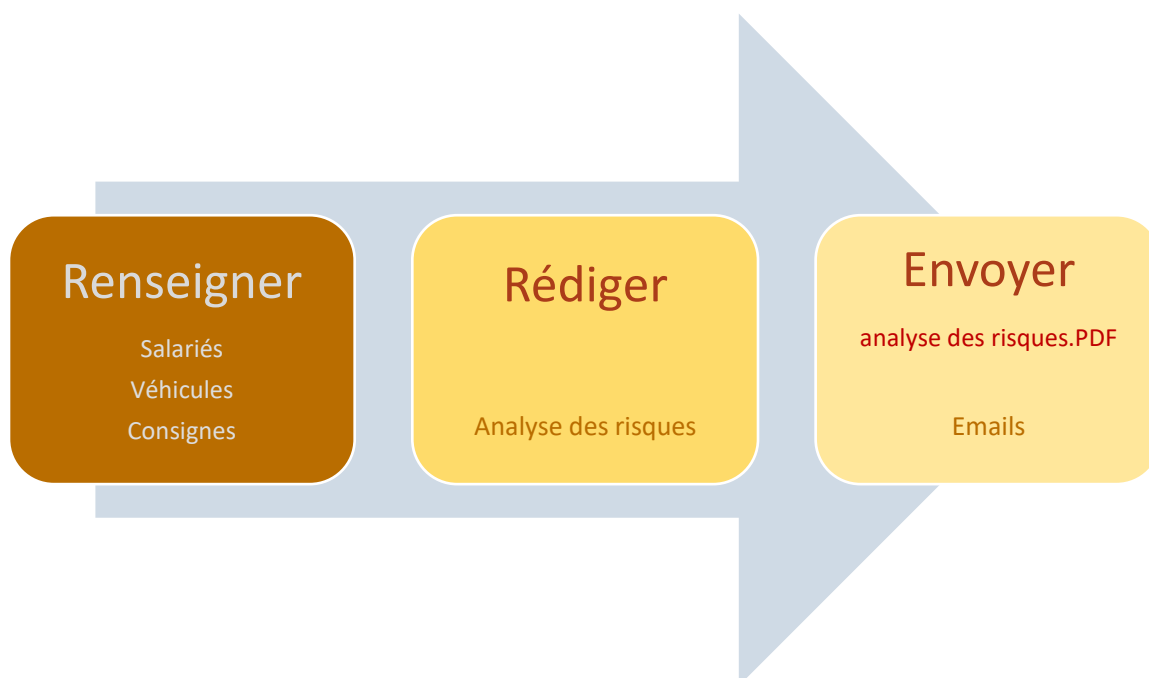 Renseigner
Salariés
Véhicules
Consignes
Rédiger
Analyse des risques
Envoyer
analyse des risques.PDF
Emails